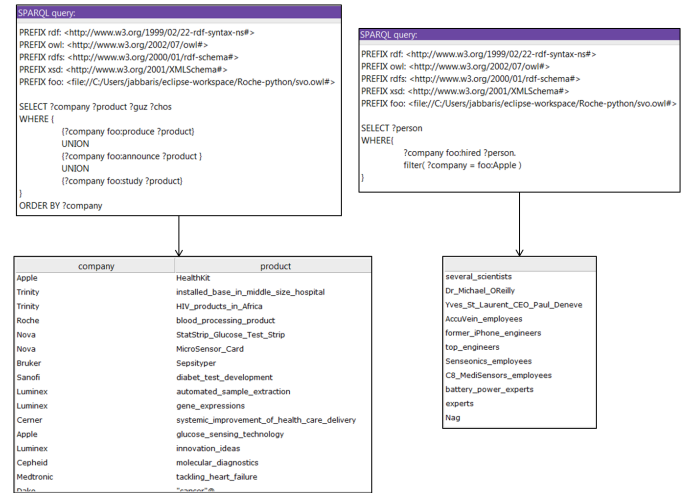 SPARQL query:
PREFIX rdf: <http://www.w3.org/1999/02/22-rdf-syntax-ns#>
PREFIX owl: <http://www.w3.org/2002/07/owl#>
PREFIX rdfs: <http://www.w3.org/2000/01/rdf-schema#>
PREFIX xsd: <http://www.w3.org/2001/XMLSchema#>
PREFIX foo: <file://C:/Users/jabbaris/eclipse-workspace/Roche-python/svo.owl#>
SELECT ?company ?product ?guz ?chos
WHERE {
{?company foo:produce ?product}
UNION
{?company foo:announce ?product }
UNION
{?company foo:study ?product}
}
ORDER BY ?company
SPARQL query:
PREFIX rdf: <http://www.w3.org/1999/02/22-rdf-syntax-ns#>
PREFIX owl: <http://www.w3.org/2002/07/owl#>
PREFIX rdfs: <http://www.w3.org/2000/01/rdf-schema#>
PREFIX xsd: <http://www.w3.org/2001/XMLSchema#>
PREFIX foo: <file://C:/Users/jabbaris/eclipse-workspace/Roche-python/svo.owl#>
SELECT ?person
WHERE{
?company foo:hired ?person.
filter( ?company = foo:Apple )
}
company product
Apple HealthKit
Trinity installed_base_in_middle_size_hospital
Trinity HIV_products_in_Africa
Roche blood_processing_product
Nova StatStrip_Glucose_Test_Strip
Nova MicroSensor_Card
Bruker Sepsityper
Sanofi diabet_test_development
Luminex automated_sample_extraction
Luminex gene_expressions
Cerner systemic_improvement_of_health_care_delivery
Apple glucose_sensing_technology
Luminex innovation_ideas
Cepheid molecular_diagnostics
Medtronic tackling_heart_failure
Dako "cancer"@
several_scientists
Dr_Michael_OReilly
Yves_St_Laurent_CEO_Paul_Deneve
AccuVein_employees
former_iPhone_engineers
top_engineers
Senseonics_employees
C8_MediSensors_employees
battery_power_experts
experts
Nag